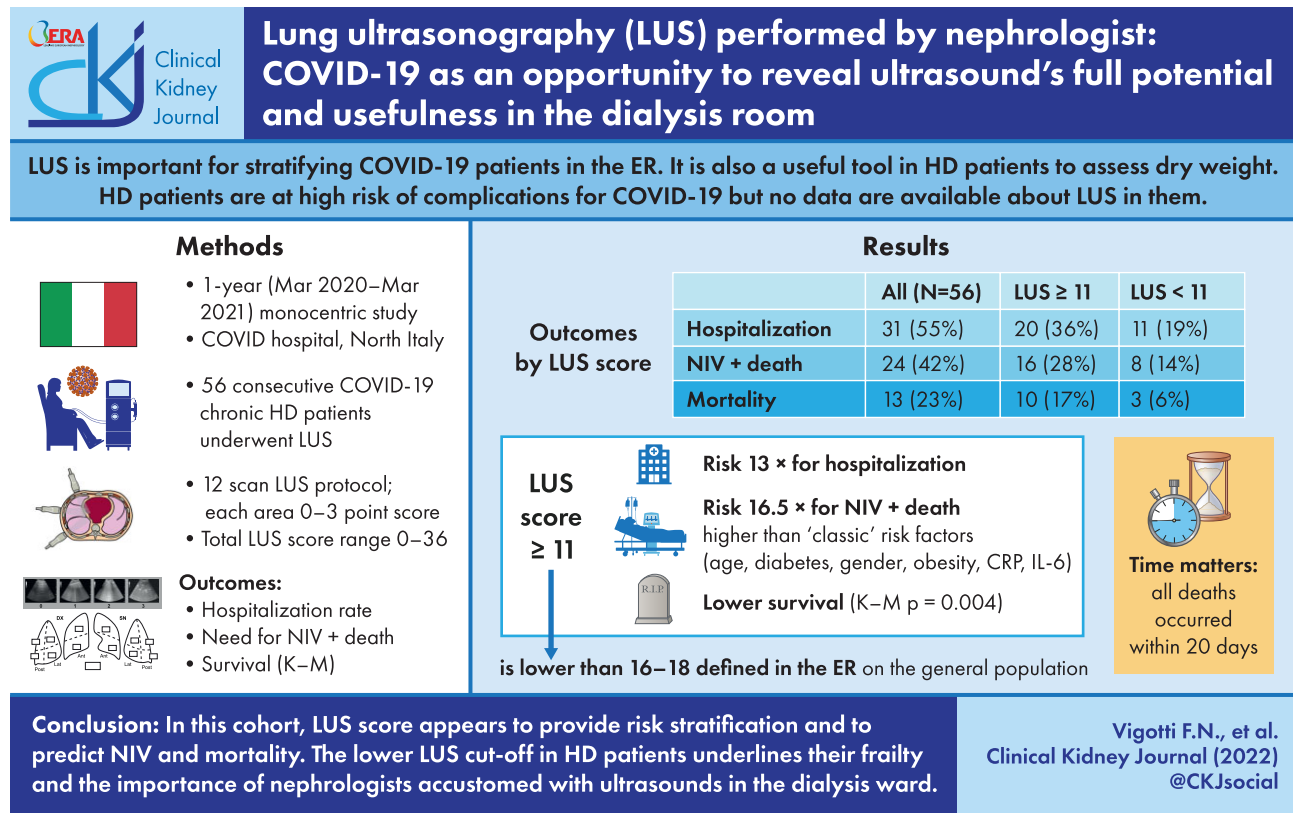 ERA
CKJ
Clinical
Kidney
Journal
Lung ultrasonography (LUS) performed by nephrologist:
COVID-19 as an opportunity to reveal ultrasound's full potential
and usefulness in the dialysis room
LUS is important for stratifying COVID-19 patients in the ER. It is also a useful tool in HD patients to assess dry weight.
HD patients are at high risk of complications for COVID-19 but no data are available about LUS in them.
Methods
• 1-year (Mar 2020–Mar
2021) monocentric study
• COVID hospital, North Italy
• 56 consecutive COVID-19
chronic HD patients
underwent LUS
• 12 scan LUS protocol;
each area 0–3 point score
• Total LUS score range 0–36
0 1 2 3
DX SN
Post Lat Ant Ant Lat Post
Outcomes:
• Hospitalization rate
• Need for NIV + death
• Survival (K–M)
Results
Outcomes
by LUS score
All (N=56) LUS ≥ 11 LUS < 11
Hospitalization 31 (55%) 20 (36%) 11 (19%)
NIV + death 24 (42%) 16 (28%) 8 (14%)
Mortality 13 (23%) 10 (17%) 3 (6%)
LUS
score
≥ 11
Risk 13 × for hospitalization
Risk 16.5 × for NIV + death
higher than 'classic' risk factors
(age, diabetes, gender, obesity, CRP, IL-6)
R.I.P
Lower survival (K–M p = 0.004)
is lower than 16–18 defined in the ER on the general population
Time matters:
all deaths
occurred
within 20 days
Conclusion: In this cohort, LUS score appears to provide risk stratification and to
predict NIV and mortality. The lower LUS cut-off in HD patients underlines their frailty
and the importance of nephrologists accustomed with ultrasounds in the dialysis ward.
Vigotti F.N., et al.
Clinical Kidney Journal (2022)
@CKJsocial